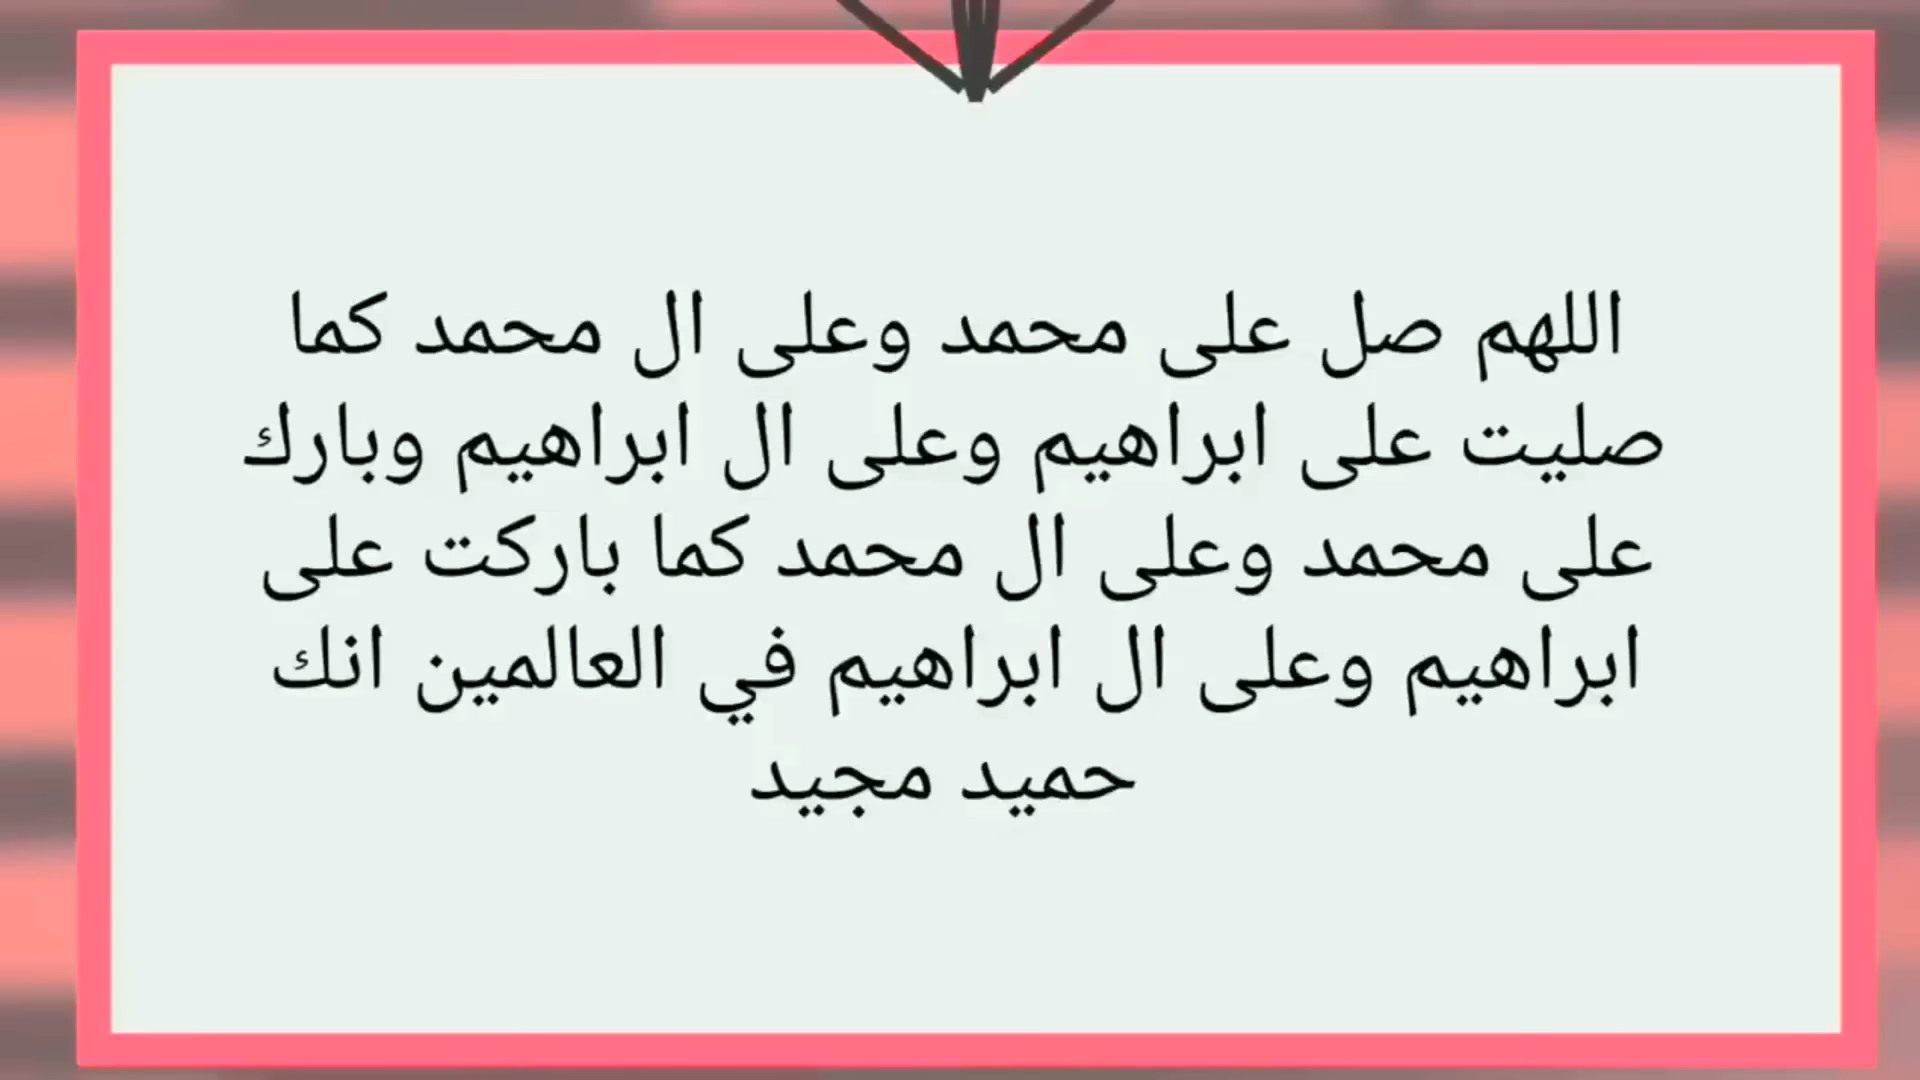 اللهم صل على محمد وعلى ال محمد كما
صليت على ابراهيم وعلى ال ابراهيم وبارك
على محمد وعلى ال محمد كما باركت على
ابراهيم وعلى ال ابراهيم في العالمين انك
حميد مجيد